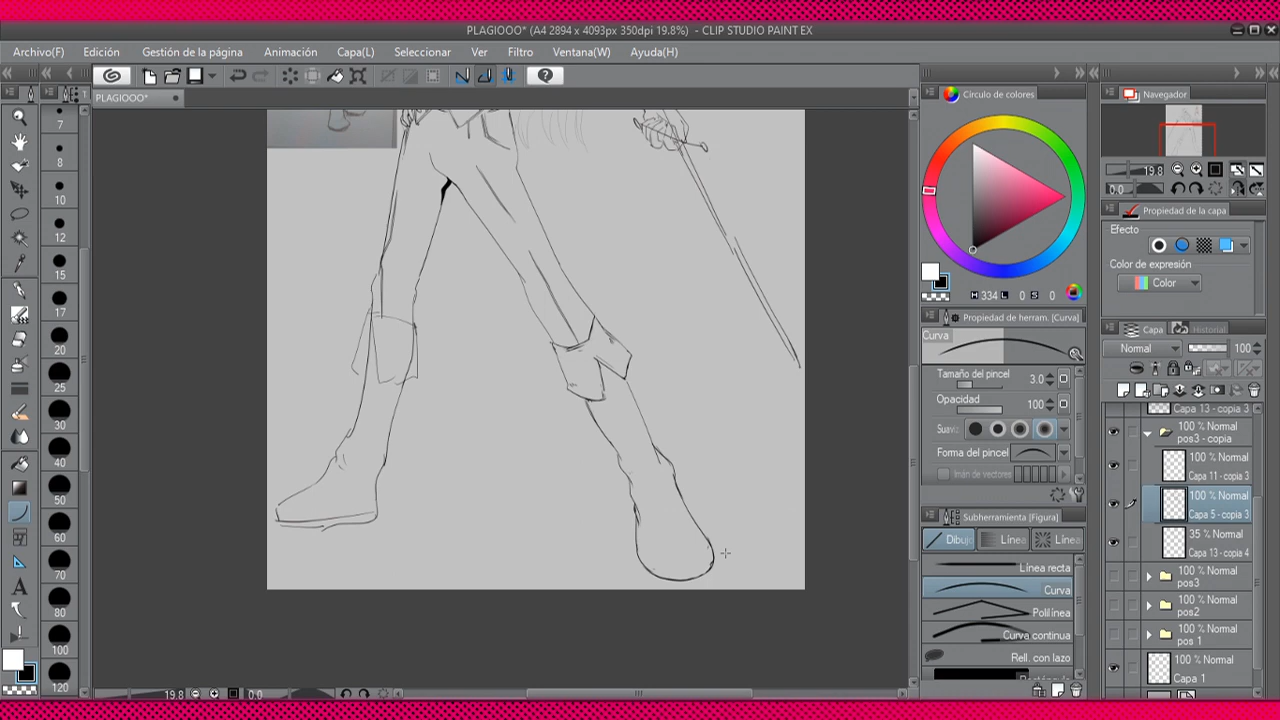 PLAGIOOO* (A4 2894 x 4093px 350dpi 19.8%) - CLIP STUDIO PAINT EX
Archivo(F) Edición Gestión de la página Animación Capa(L) Seleccionar Ver Filtro Ventana(W) Ayuda(H)
PLAGIOOO*
7
8
10
12
15
17
20
25
30
40
50
60
70
80
100
120
19.8
0.0
Círculo de colores
H 334 L 0 S 0
Propiedad de herram. [Curva]
Curva
Tamaño del pincel 3.0
Opacidad 100
Suavi
Forma del pincel
Imán de vectores
Subherramienta [Figura]
Dibuj Línea Línea
Línea recta
Curva
Polilínea
Curva continua
Rell. con lazo
Navegador
19.8
0.0
Propiedad de la capa
Efecto
Color de expresión
Color
Capa Historial
Normal 100
Capa 13 - copia 3
100 % Normal
pos3 - copia
100 % Normal
Capa 11 - copia 3
100 % Normal
Capa 5 - copia 3
35 % Normal
Capa 13 - copia 4
100 % Normal
pos3
100 % Normal
pos2
100 % Normal
pos 1
100 % Normal
Capa 1